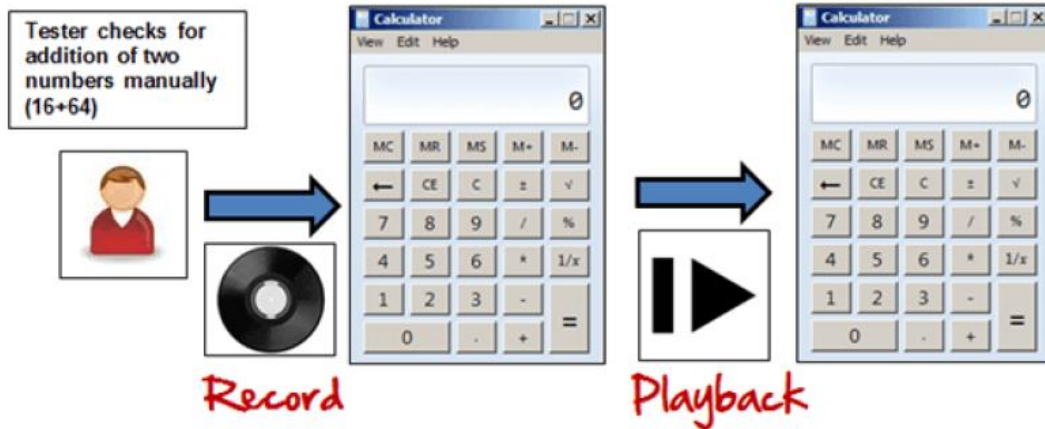 Tester checks for
addition of two
numbers manually
(16+64)
Calculator
View Edit Help
0
MC MR MS M+ M-
← CE C ± √
7 8 9 / %
4 5 6 * 1/x
1 2 3 -
=
0 . +
Record
Calculator
View Edit Help
0
MC MR MS M+ M-
← CE C ± √
7 8 9 / %
4 5 6 * 1/x
1 2 3 -
=
0 . +
Playback